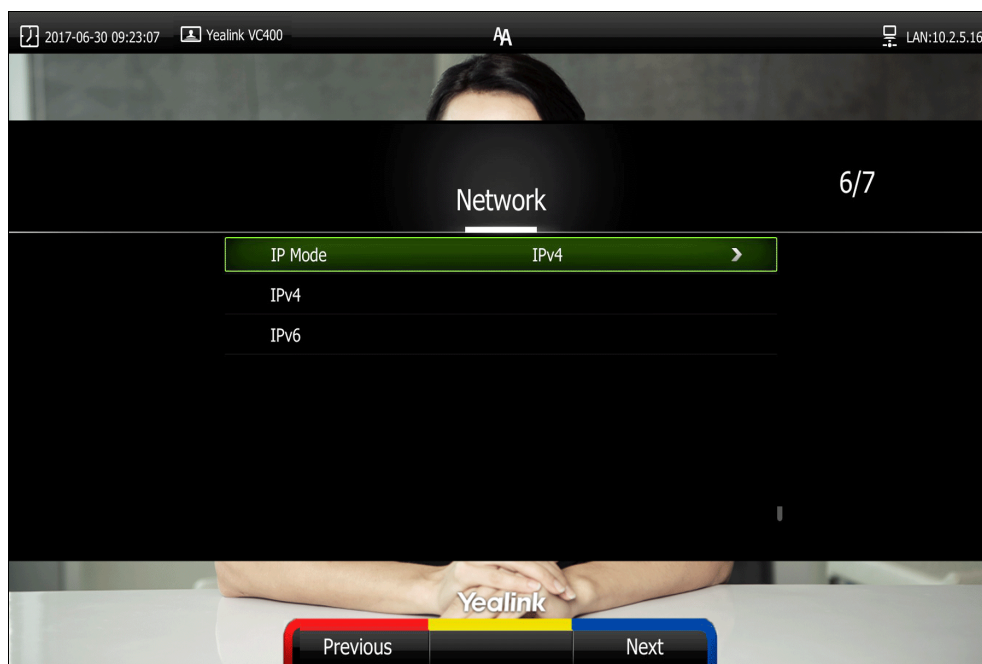 2017-06-30 09:23:07 Yealink VC400 AA LAN:10.2.5.16
6/7
Network
IP Mode IPv4
IPv4
IPv6
Yealink
Previous Next